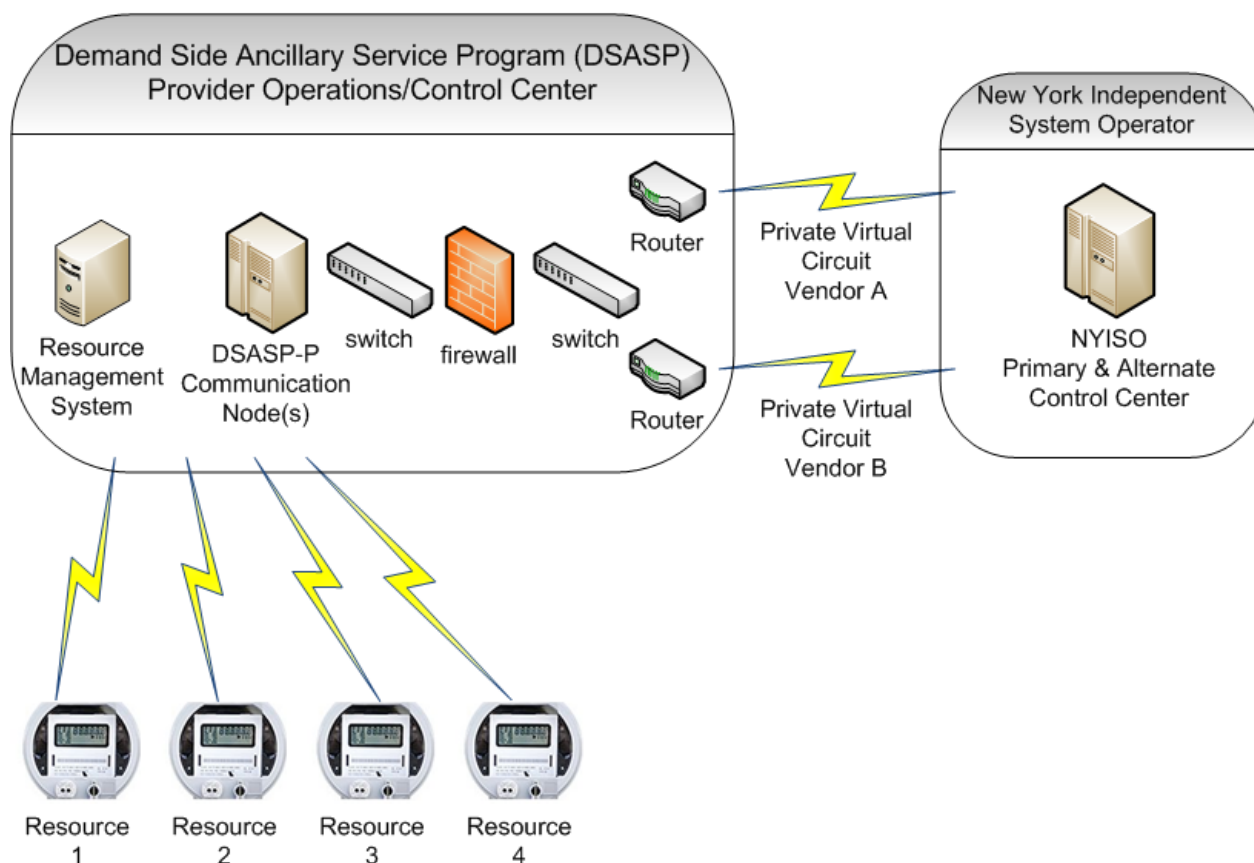 Demand Side Ancillary Service Program (DSASP)
Provider Operations/Control Center
New York Independent
System Operator
Router
Private Virtual
Circuit
Vendor A
Resource
Management
System
DSASP-P
Communication
Node(s)
switch
firewall
switch
Router
Private Virtual
Circuit
Vendor B
NYISO
Primary & Alternate
Control Center
Resource
1
Resource
2
Resource
3
Resource
4